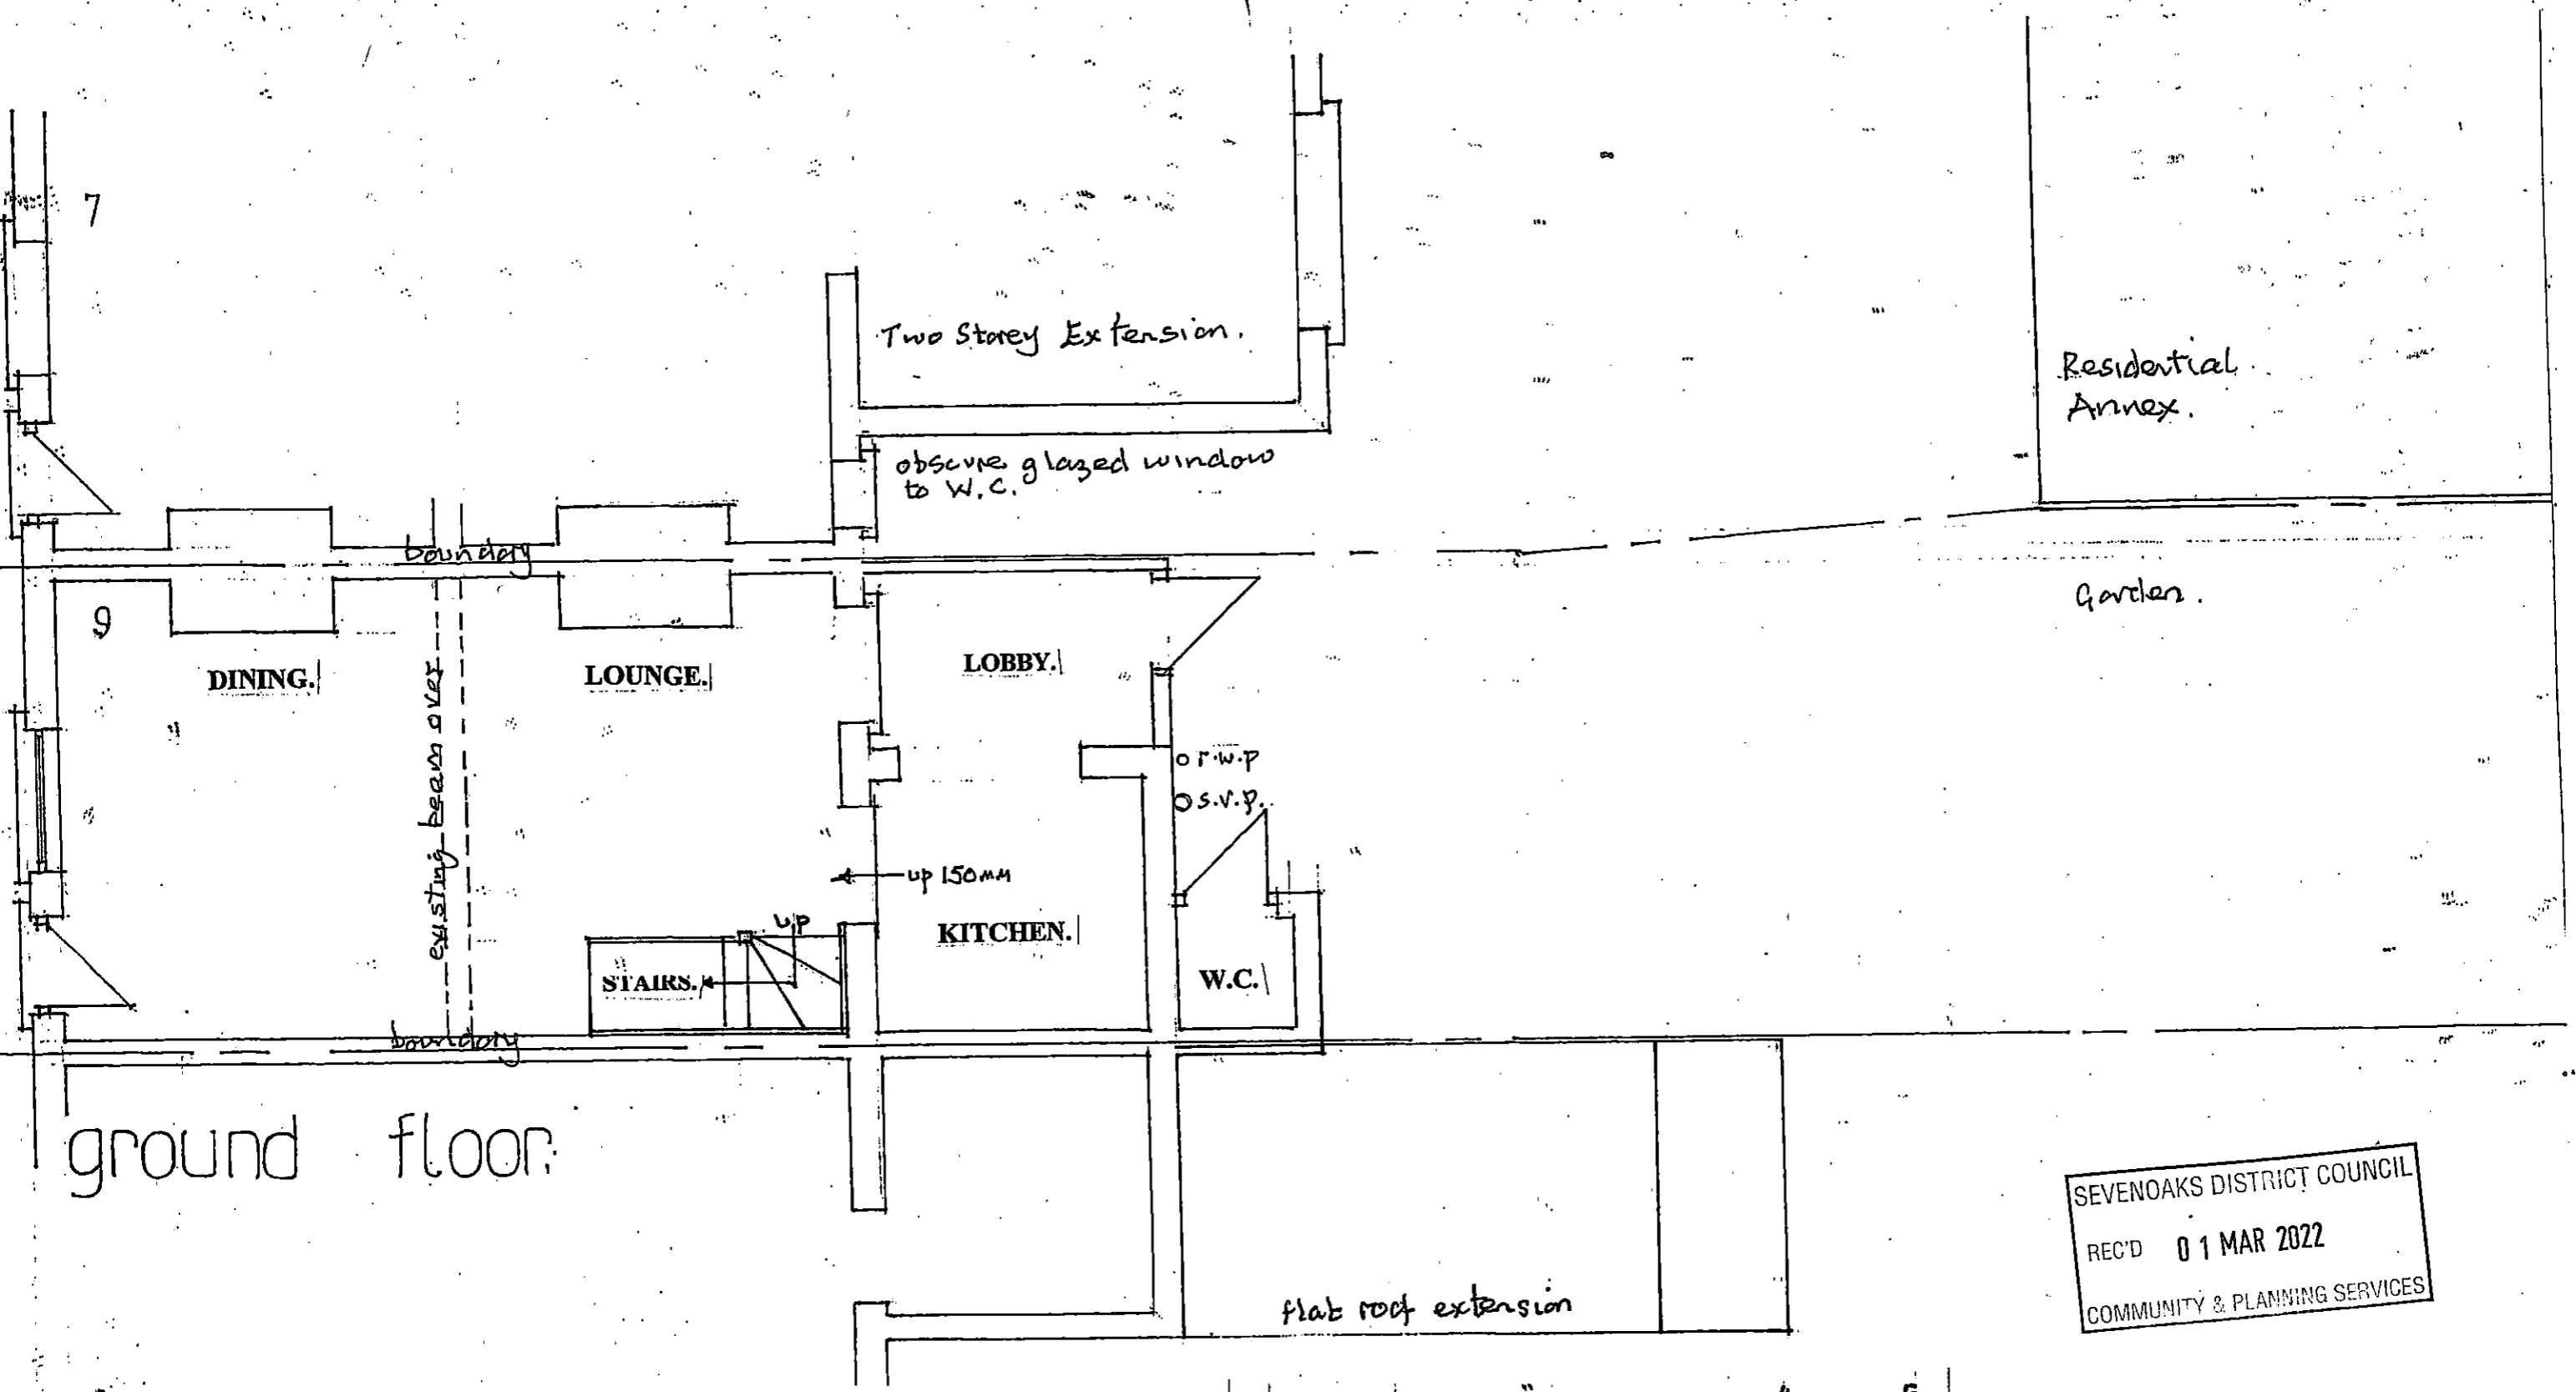 7
Two Storey Extension.
Residential
Annex.
obscure glazed window
to W.C.
boundary
Garden.
9
DINING.
LOUNGE.
LOBBY.
existing beam over
r.w.p
s.v.p.
up 150mm
up
KITCHEN.
STAIRS.
W.C.
boundary
ground floor.
flat roof extension
SEVENOAKS DISTRICT COUNCIL
REC'D 01 MAR 2022
COMMUNITY & PLANNING SERVICES